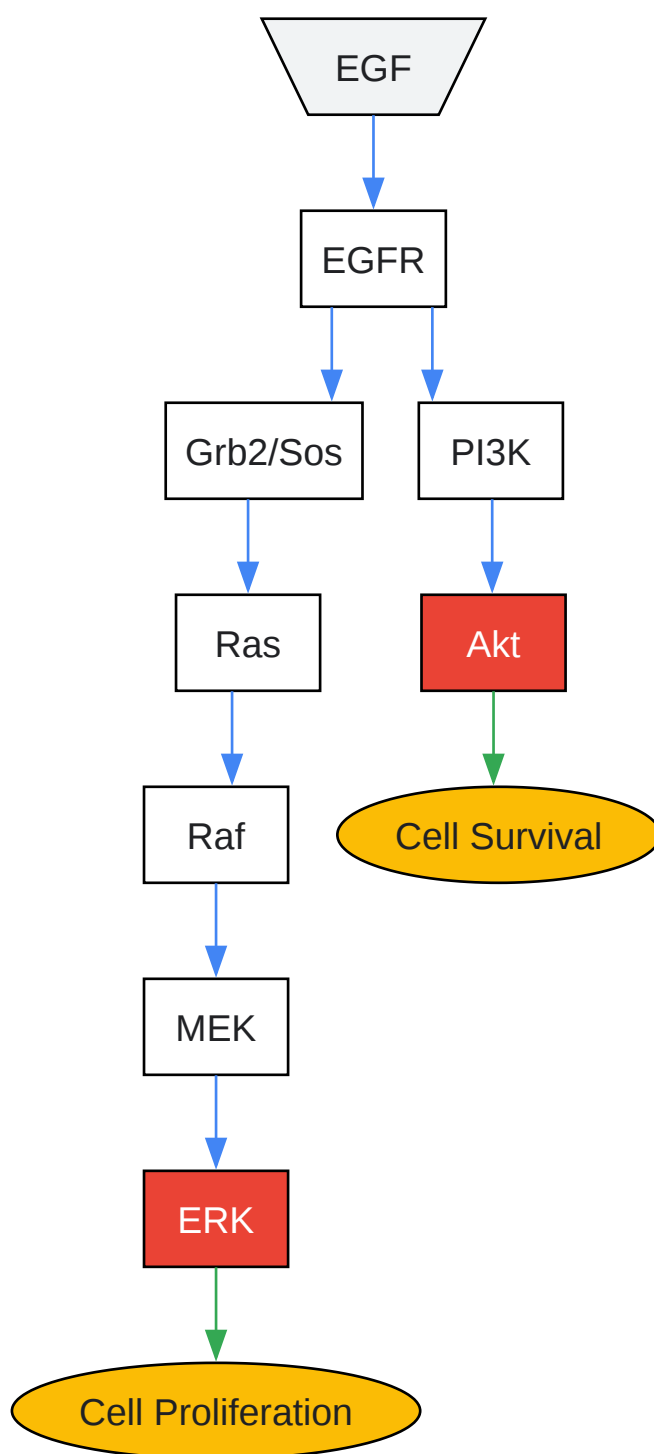 EGF
EGFR
Grb2/Sos
PI3K
Ras
Akt
Raf
Cell Survival
MEK
ERK
Cell Proliferation